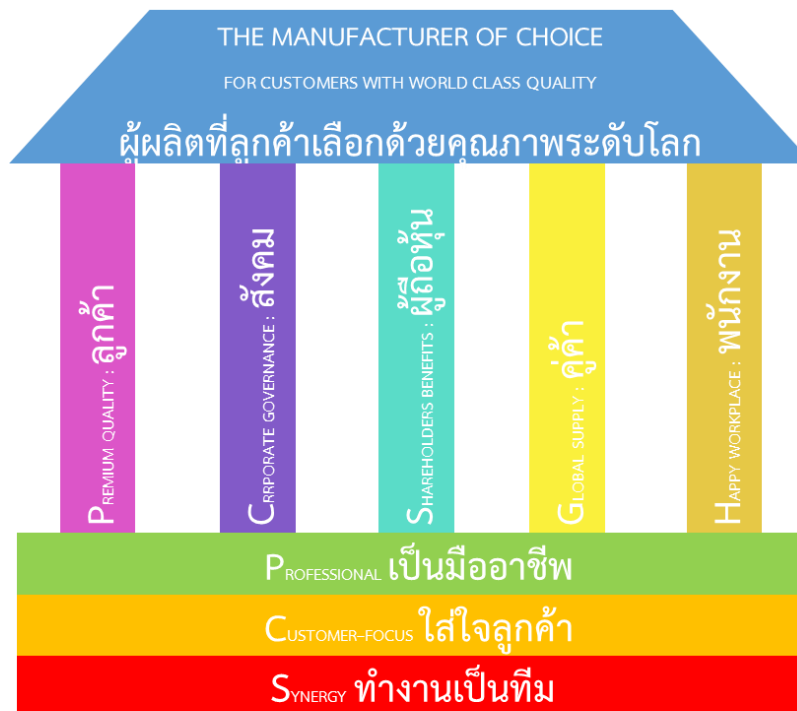 THE MANUFACTURER OF CHOICE
FOR CUSTOMERS WITH WORLD CLASS QUALITY
ผู้ผลิตที่ลูกค้าเลือกด้วยคุณภาพระดับโลก
PREMIUM QUALITY : ลูกค้า
CRRPORATE GOVERNANCE : สังคม
SHAREHOLDERS BENEFITS : ผู้ถือหุ้น
GLOBAL SUPPLY : คู่ค้า
HAPPY WORKPLACE : พนักงาน
PROFESSIONAL เป็นมืออาชีพ
CUSTOMER-FOCUS ใส่ใจลูกค้า
SYNERGY ทำงานเป็นทีม